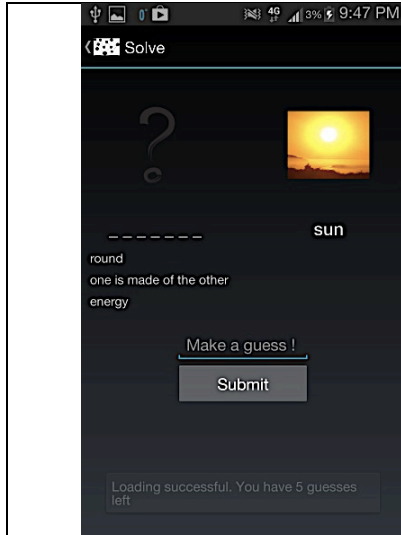 4G 3% 9:47 PM
Solve
_ _ _ _ _ _ _
sun
round
one is made of the other
energy
Make a guess !
Submit
Loading successful. You have 5 guesses
left